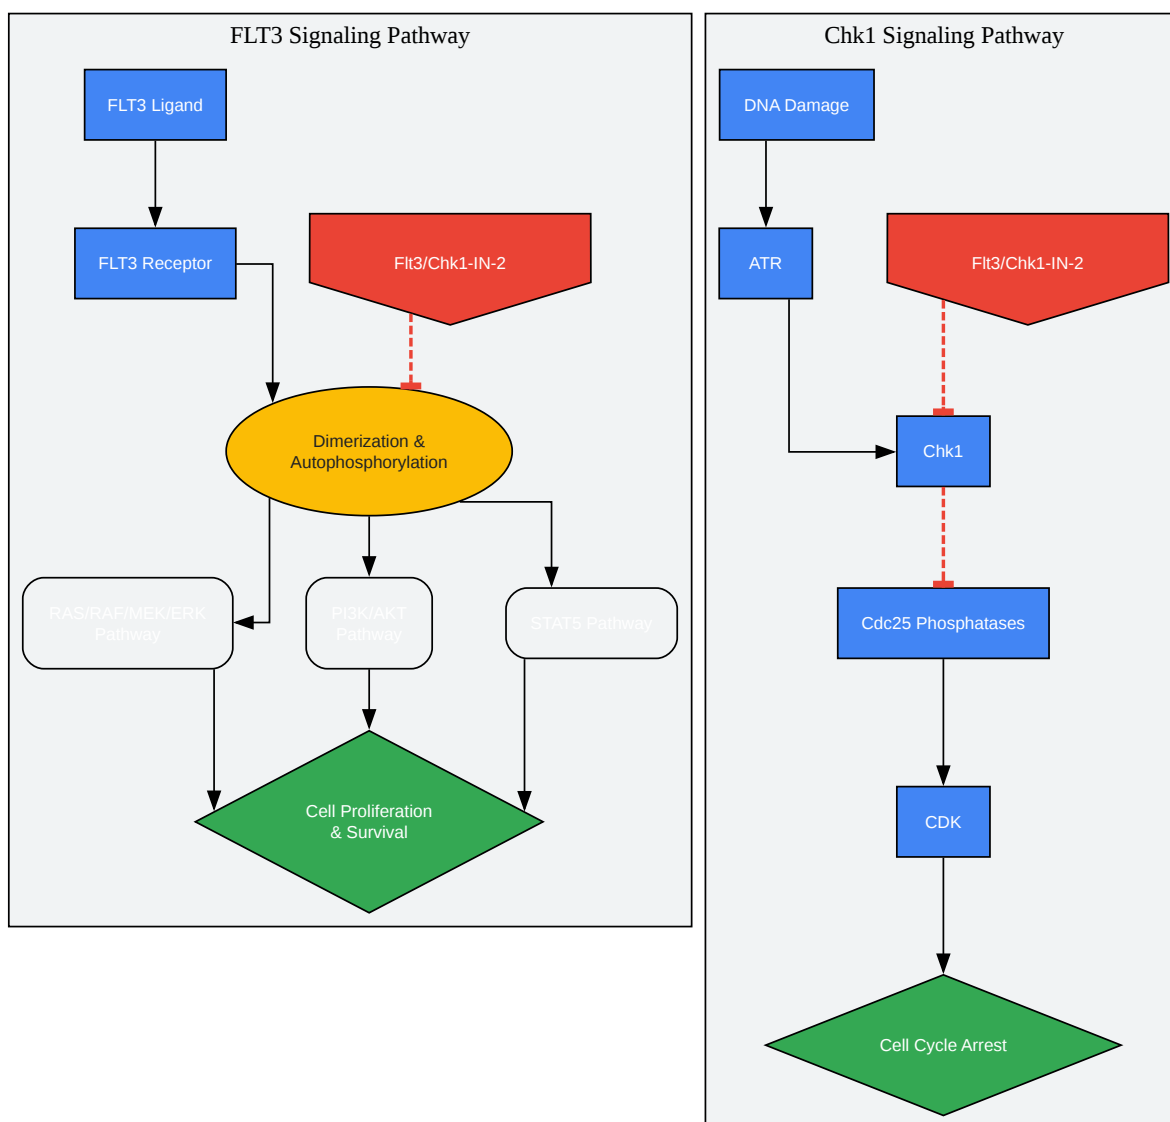 FLT3 Signaling Pathway
FLT3 Ligand
FLT3 Receptor
Flt3/Chk1-IN-2
Dimerization &
Autophosphorylation
RAS/RAF/MEK/ERK
Pathway
PI3K/AKT
Pathway
STAT5 Pathway
Cell Proliferation
& Survival
Chk1 Signaling Pathway
DNA Damage
ATR
Flt3/Chk1-IN-2
Chk1
Cdc25 Phosphatases
CDK
Cell Cycle Arrest